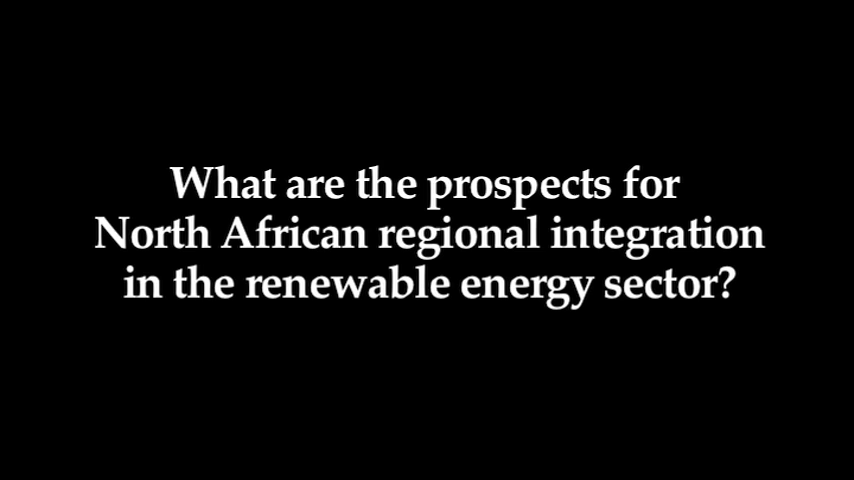 What are the prospects for
North African regional integration
in the renewable energy sector?